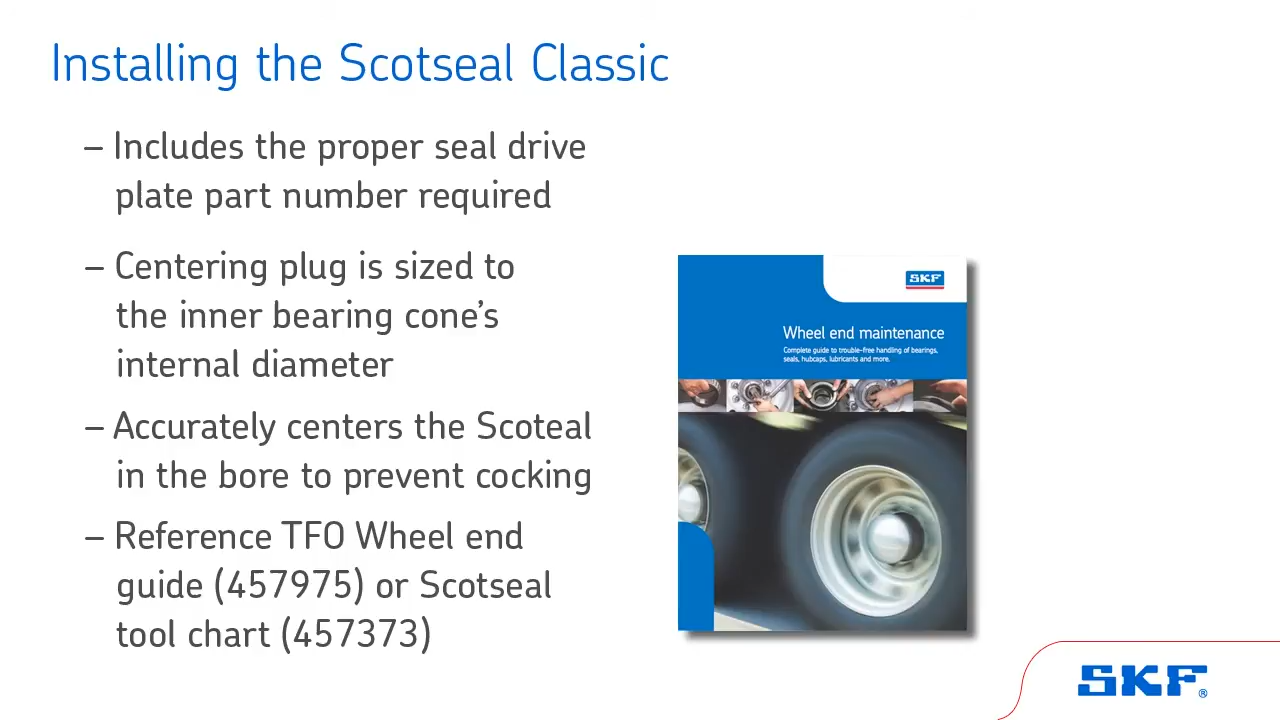 Installing the Scotseal Classic
– Includes the proper seal drive
plate part number required
– Centering plug is sized to
the inner bearing cone's
internal diameter
– Accurately centers the Scoteal
in the bore to prevent cocking
– Reference TFO Wheel end
guide (457975) or Scotseal
tool chart (457373)
SKF
Wheel end maintenance
Complete guide to trouble-free handling of bearings,
seals, hubcaps, lubricants and more.
SKF®